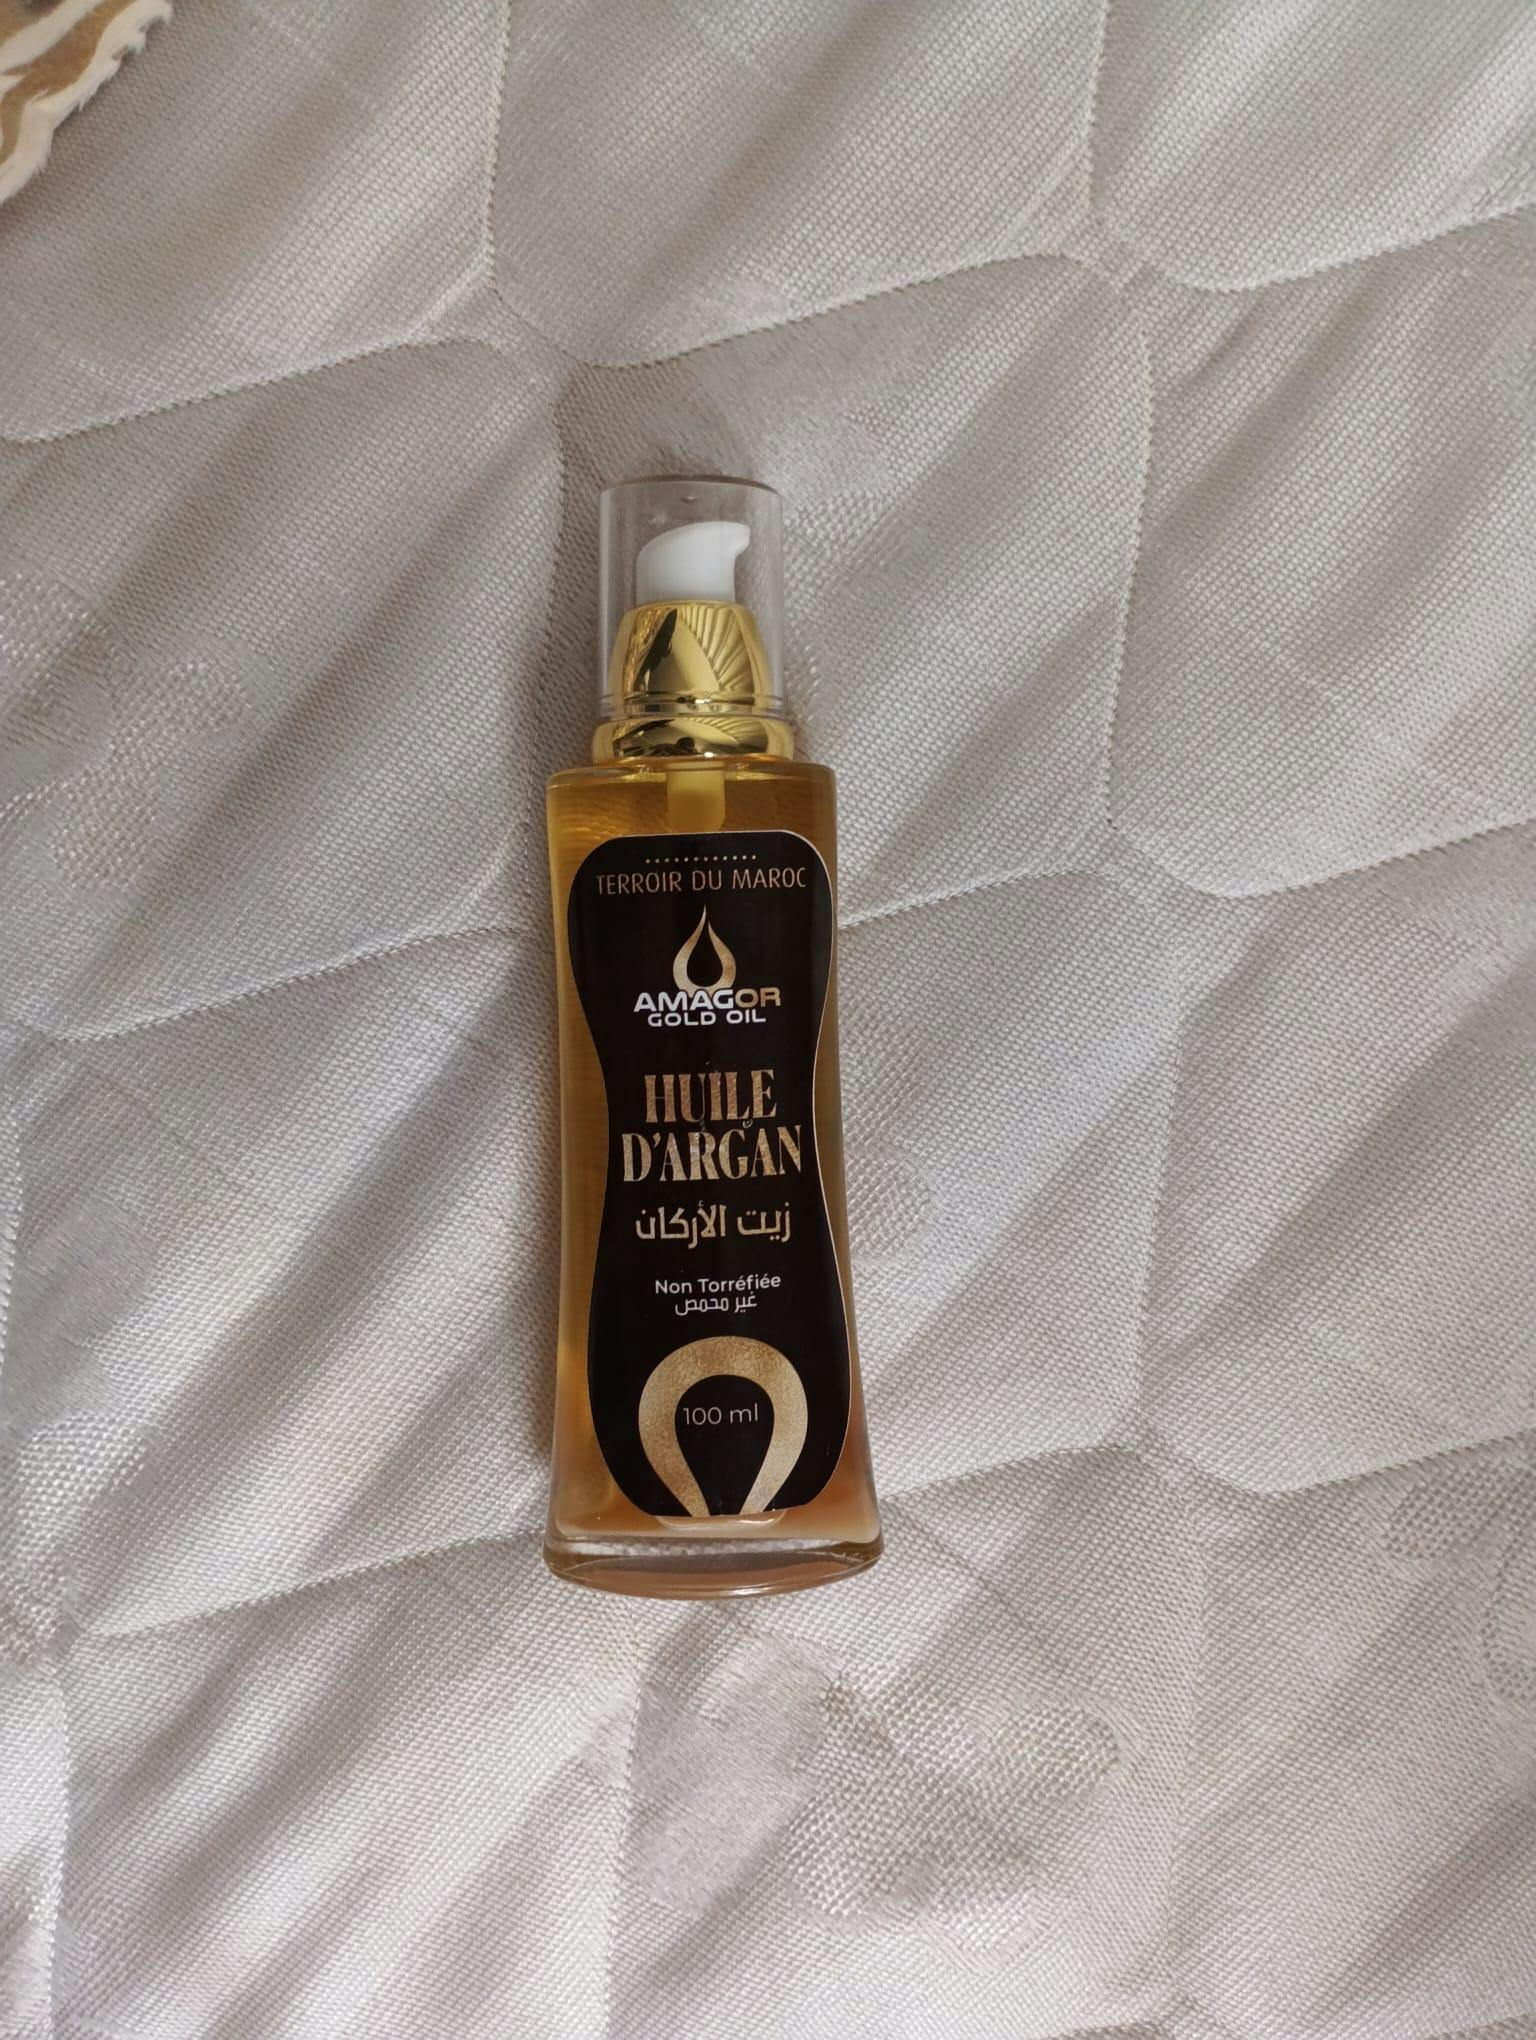 TERROIR DU MAROC
AMAGOR
GOLD OIL
HUILE
D'ARGAN
زيت الأركان
Non Torréfiée
غير محمص
100 ml